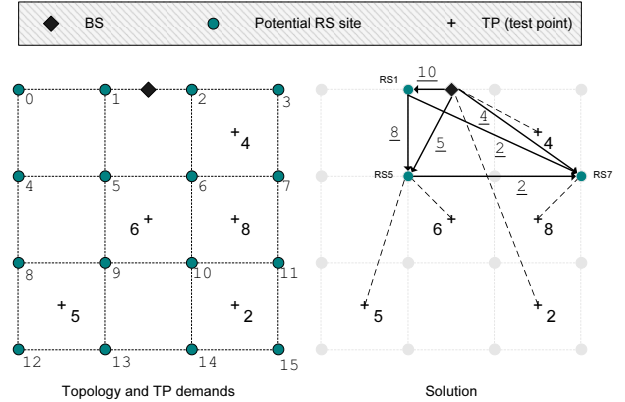 BS Potential RS site TP (test point)
0 1 2 3
4
4 5 6 7
6 8
8 9 10 11
5 2
12 13 14 15
Topology and TP demands
RS1 10
4 4
8 5 2
RS5 2 RS7
6 8
5 2
Solution